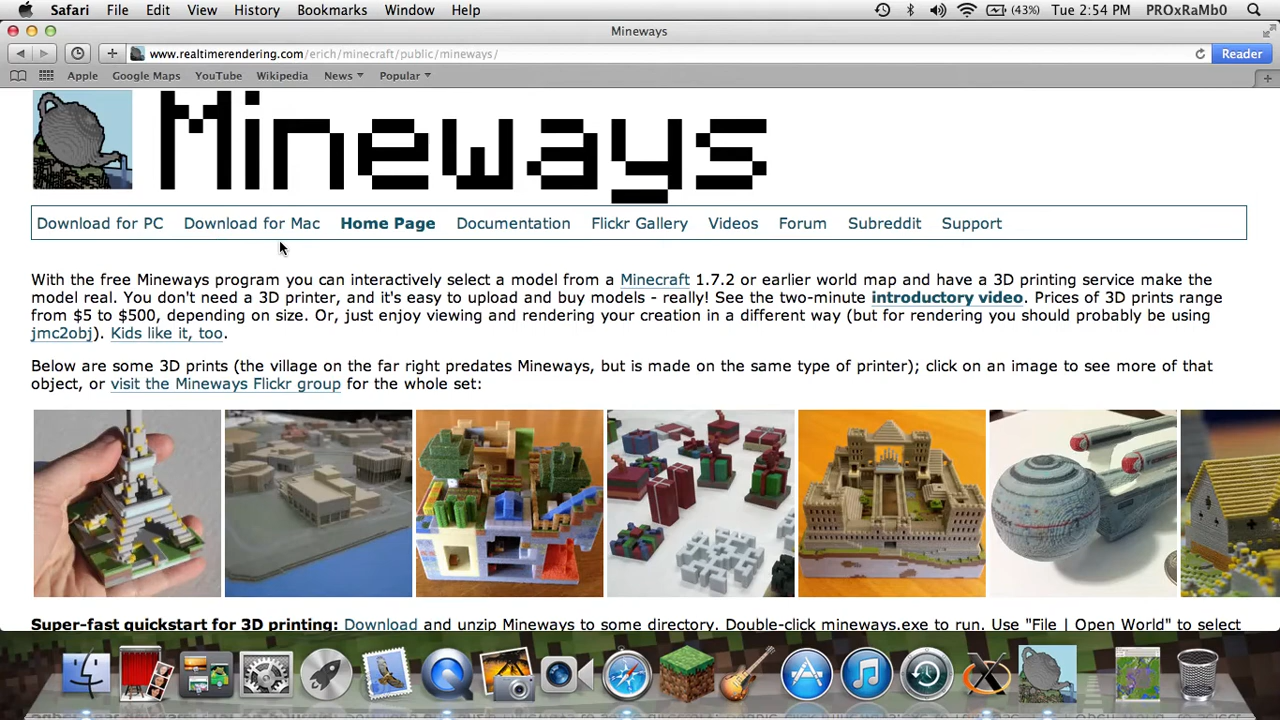 Safari File Edit View History Bookmarks Window Help (43%) Tue 2:54 PM PROxRaMb0
Mineways
www.realtimerendering.com/erich/minecraft/public/mineways/ Reader
Apple Google Maps YouTube Wikipedia News Popular
Mineways
Download for PC Download for Mac Home Page Documentation Flickr Gallery Videos Forum Subreddit Support
With the free Mineways program you can interactively select a model from a Minecraft 1.7.2 or earlier world map and have a 3D printing service make the
model real. You don't need a 3D printer, and it's easy to upload and buy models - really! See the two-minute introductory video. Prices of 3D prints range
from $5 to $500, depending on size. Or, just enjoy viewing and rendering your creation in a different way (but for rendering you should probably be using
jmc2obj). Kids like it, too.
Below are some 3D prints (the village on the far right predates Mineways, but is made on the same type of printer); click on an image to see more of that
object, or visit the Mineways Flickr group for the whole set:
Super-fast quickstart for 3D printing: Download and unzip Mineways to some directory. Double-click mineways.exe to run. Use "File | Open World" to select